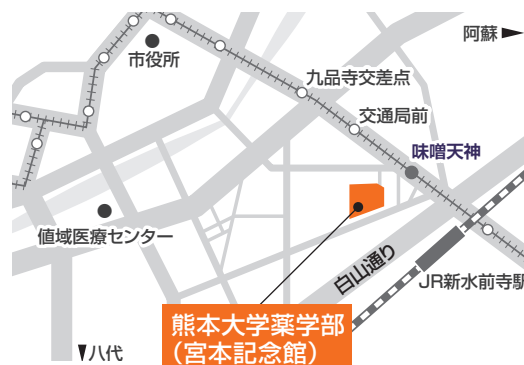 阿蘇
市役所
九品寺交差点
交通局前
味噌天神
値域医療センター
白山通り
JR新水前寺駅
熊本大学薬学部
(宮本記念館)
八代